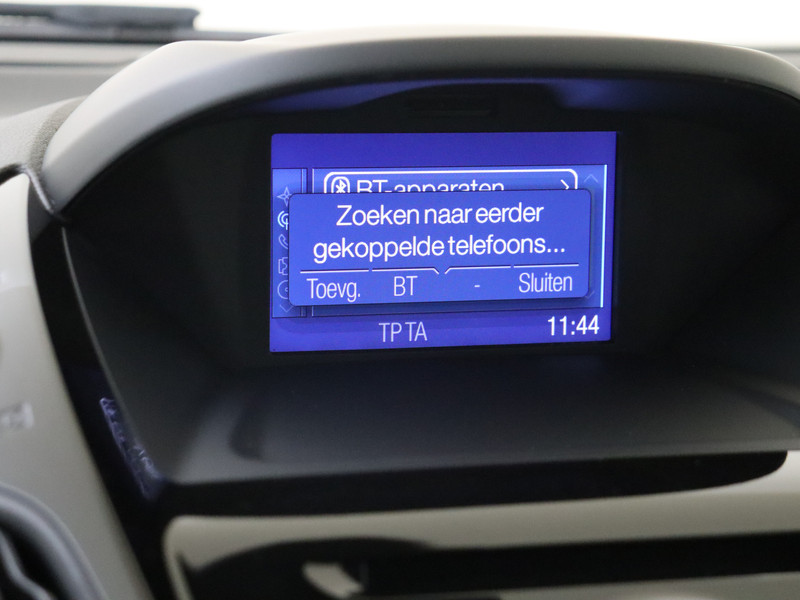 BT-apparaten
Zoeken naar eerder
gekoppelde telefoons...
Toevg. BT - Sluiten
TP TA 11:44